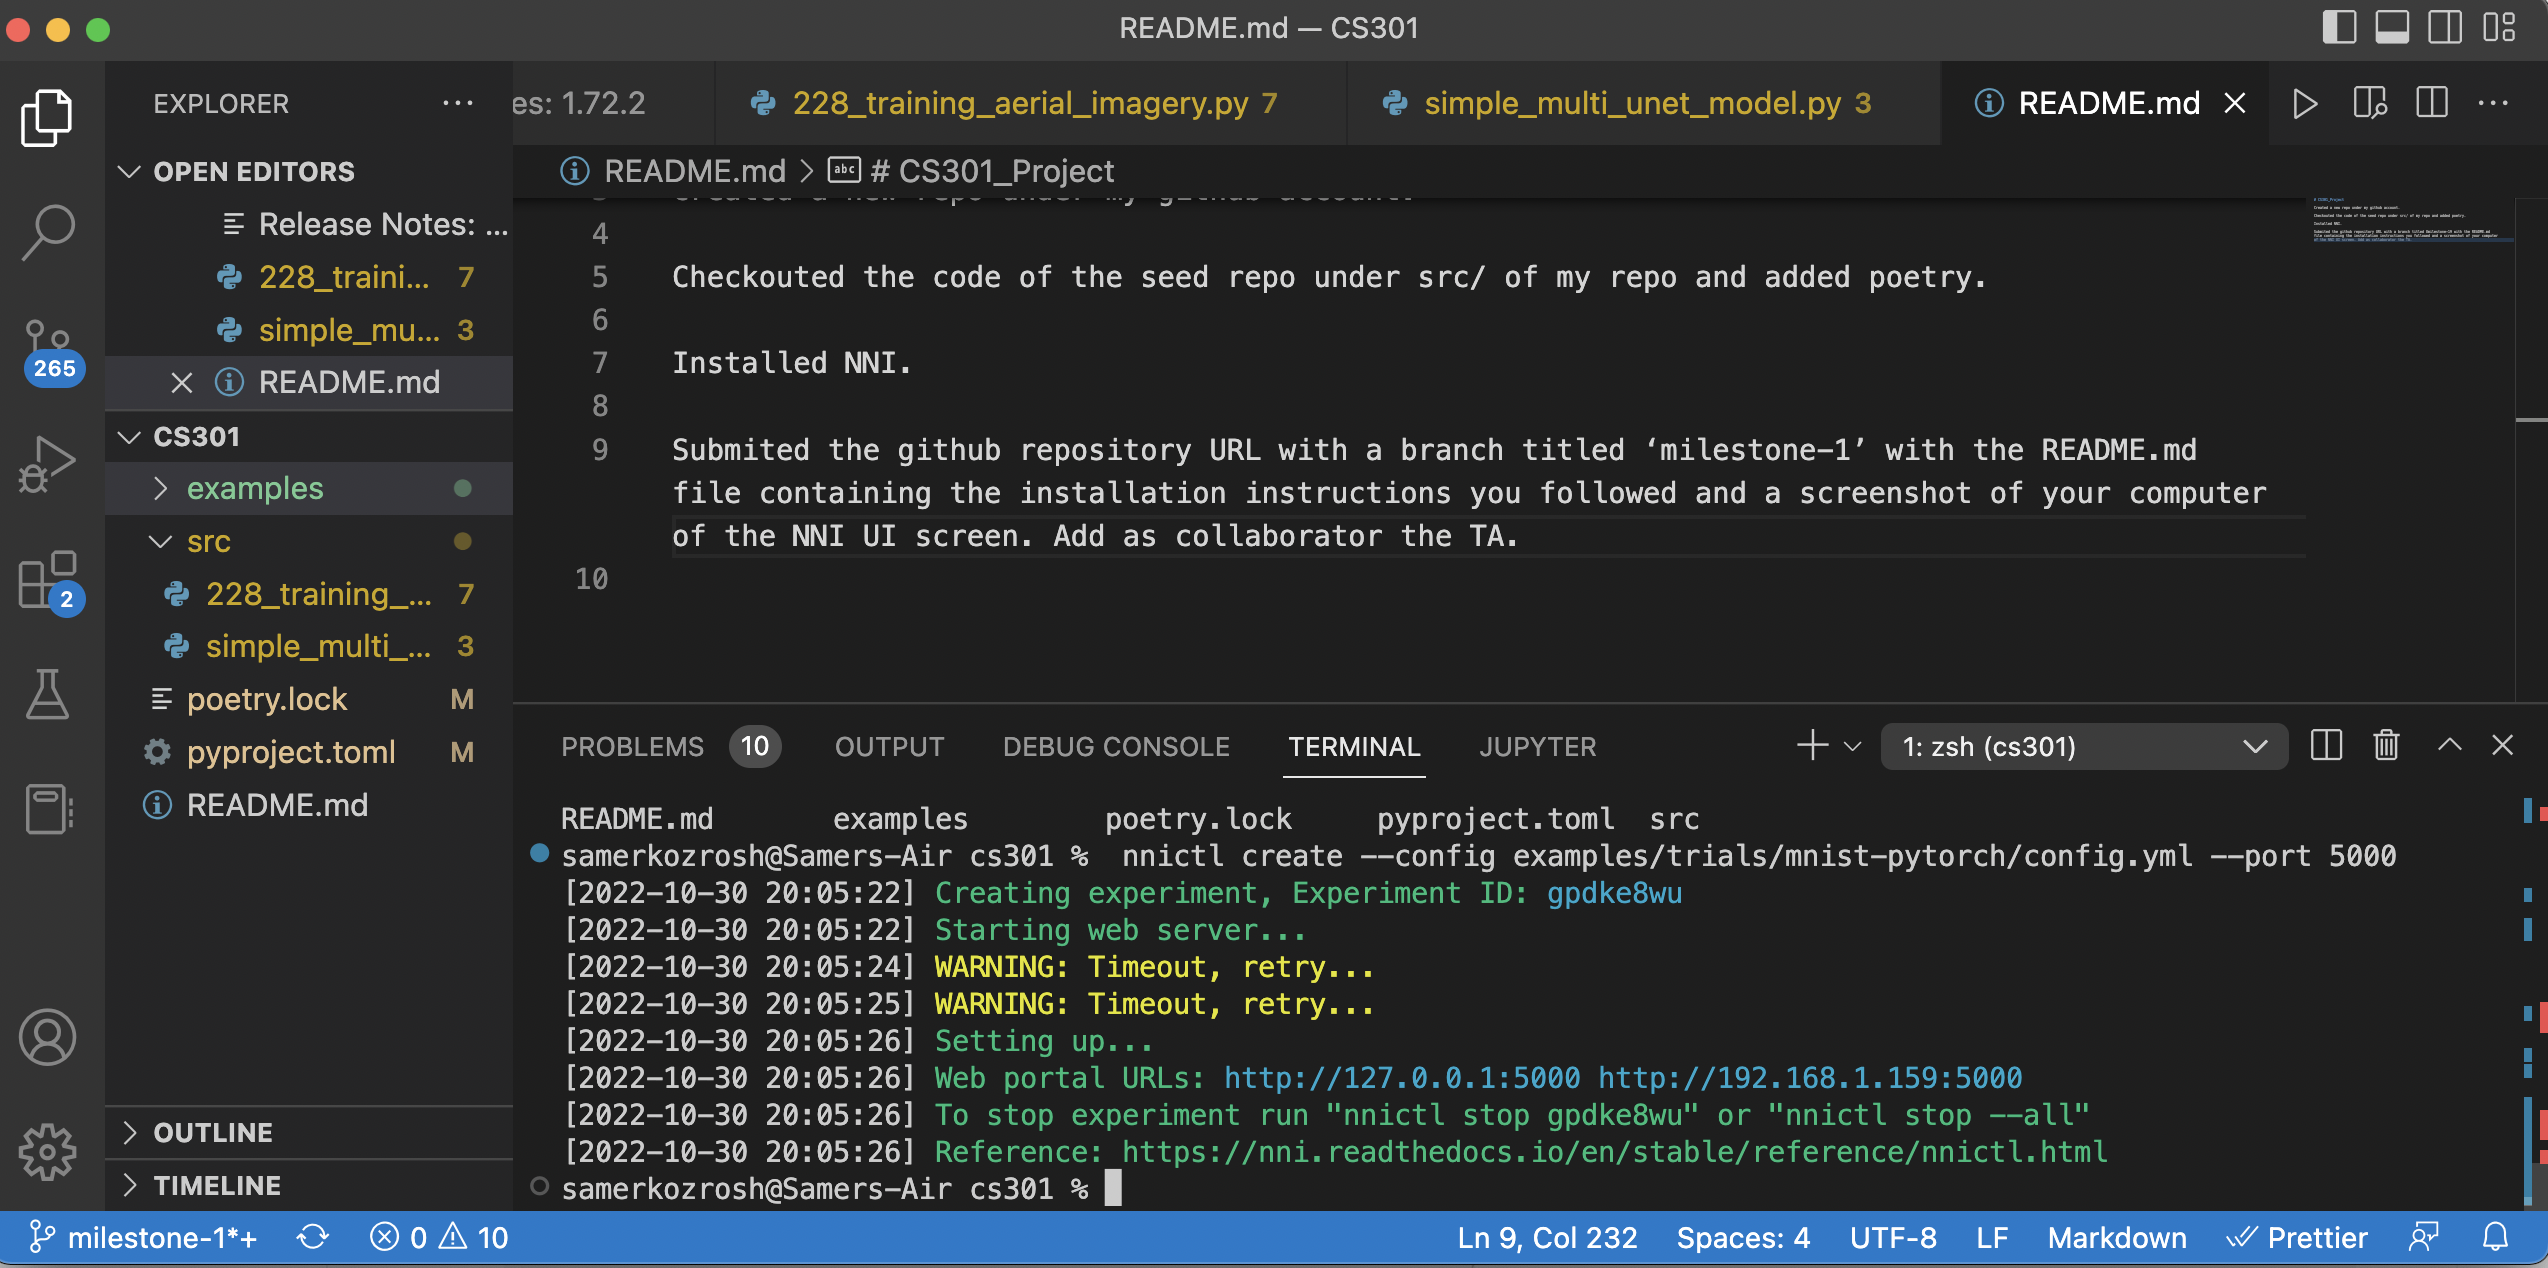 README.md — CS301
EXPLORER
es: 1.72.2
228_training_aerial_imagery.py 7
simple_multi_unet_model.py 3
README.md
OPEN EDITORS
Release Notes: ...
228_traini... 7
simple_mu... 3
README.md
CS301
examples
src
228_training_... 7
simple_multi_... 3
poetry.lock M
pyproject.toml M
README.md
OUTLINE
TIMELINE
265
2
README.md > abc # CS301_Project
Created a new repo under my github account.
4
5 Checkouted the code of the seed repo under src/ of my repo and added poetry.
6
7 Installed NNI.
8
9 Submited the github repository URL with a branch titled ‘milestone-1’ with the README.md
file containing the installation instructions you followed and a screenshot of your computer
of the NNI UI screen. Add as collaborator the TA.
10
PROBLEMS 10 OUTPUT DEBUG CONSOLE TERMINAL JUPYTER 1: zsh (cs301)
README.md examples poetry.lock pyproject.toml src
samerkozrosh@Samers-Air cs301 % nnictl create --config examples/trials/mnist-pytorch/config.yml --port 5000
[2022-10-30 20:05:22] Creating experiment, Experiment ID: gpdke8wu
[2022-10-30 20:05:22] Starting web server...
[2022-10-30 20:05:24] WARNING: Timeout, retry...
[2022-10-30 20:05:25] WARNING: Timeout, retry...
[2022-10-30 20:05:26] Setting up...
[2022-10-30 20:05:26] Web portal URLs: http://127.0.0.1:5000 http://192.168.1.159:5000
[2022-10-30 20:05:26] To stop experiment run "nnictl stop gpdke8wu" or "nnictl stop --all"
[2022-10-30 20:05:26] Reference: https://nni.readthedocs.io/en/stable/reference/nnictl.html
samerkozrosh@Samers-Air cs301 %
milestone-1*+ 0 10 Ln 9, Col 232 Spaces: 4 UTF-8 LF Markdown Prettier